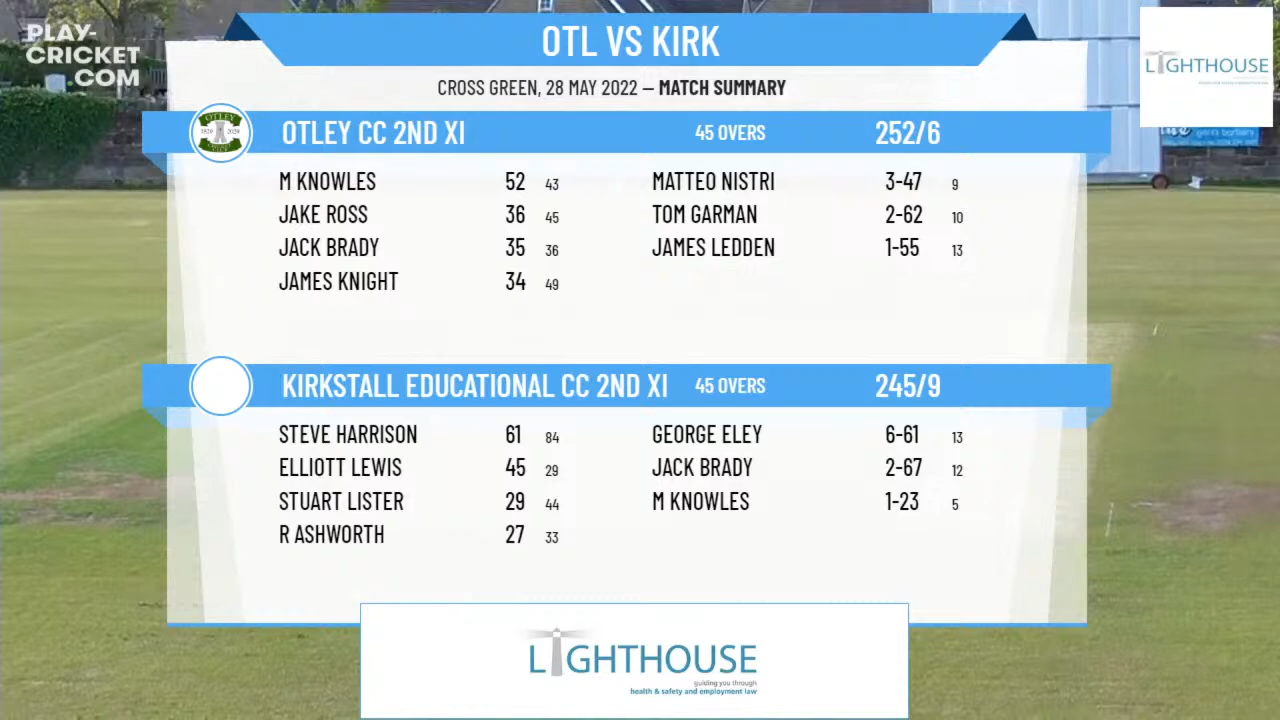 PLAY-
CRICKET
.COM
OTL VS KIRK
LIGHTHOUSE
CROSS GREEN, 28 MAY 2022 – MATCH SUMMARY
OTLEY
1820 2020
OTLEY CC 2ND XI 45 OVERS 252/6
M KNOWLES 52 43 MATTEO NISTRI 3-47 9
JAKE ROSS 36 45 TOM GARMAN 2-62 10
JACK BRADY 35 36 JAMES LEDDEN 1-55 13
JAMES KNIGHT 34 49
KIRKSTALL EDUCATIONAL CC 2ND XI 45 OVERS 245/9
STEVE HARRISON 61 84 GEORGE ELEY 6-61 13
ELLIOTT LEWIS 45 29 JACK BRADY 2-67 12
STUART LISTER 29 44 M KNOWLES 1-23 5
R ASHWORTH 27 33
LIGHTHOUSE
guiding you through
health & safety and employment law